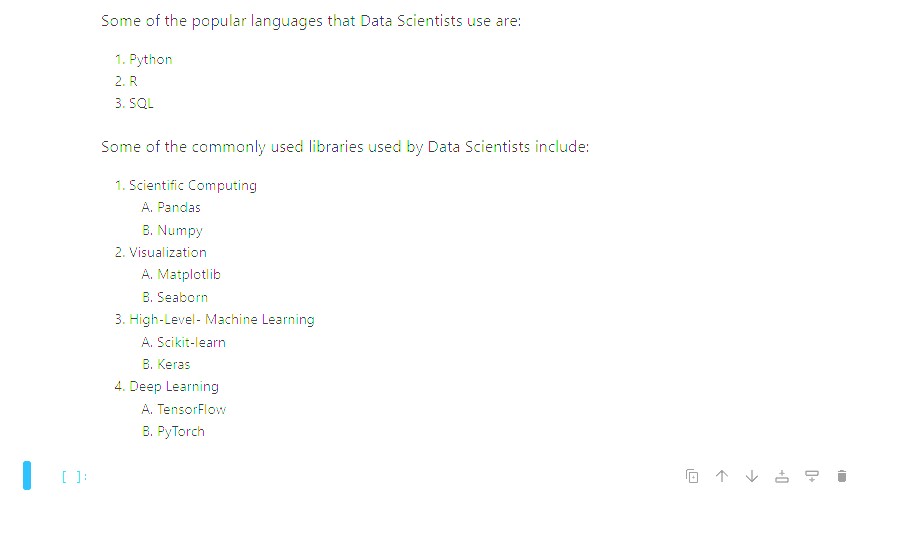 Some of the popular languages that Data Scientists use are:
1. Python
2. R
3. SQL
Some of the commonly used libraries used by Data Scientists include:
1. Scientific Computing
A. Pandas
B. Numpy
2. Visualization
A. Matplotlib
B. Seaborn
3. High-Level- Machine Learning
A. Scikit-learn
B. Keras
4. Deep Learning
A. TensorFlow
B. PyTorch
[ ]: